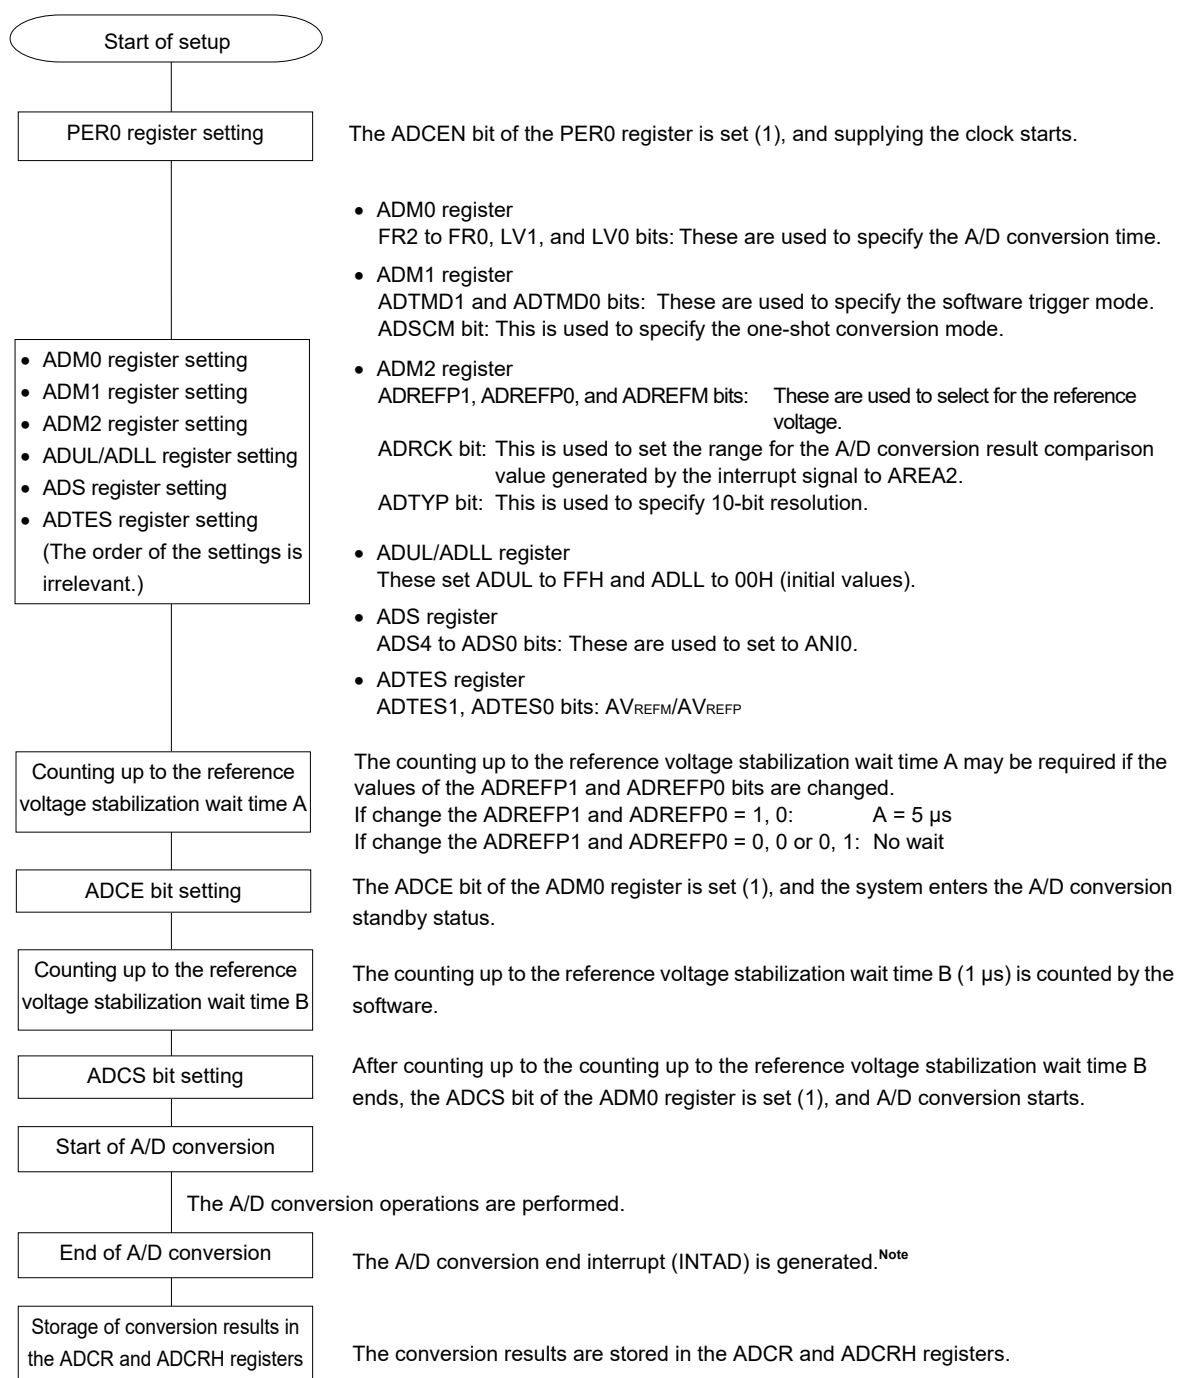 Start of setup
PER0 register setting
The ADCEN bit of the PER0 register is set (1), and supplying the clock starts.
• ADM0 register setting
• ADM1 register setting
• ADM2 register setting
• ADUL/ADLL register setting
• ADS register setting
• ADTES register setting
(The order of the settings is
irrelevant.)
• ADM0 register
FR2 to FR0, LV1, and LV0 bits: These are used to specify the A/D conversion time.
• ADM1 register
ADTMD1 and ADTMD0 bits: These are used to specify the software trigger mode.
ADSCM bit: This is used to specify the one-shot conversion mode.
• ADM2 register
ADREFP1, ADREFP0, and ADREFM bits: These are used to select for the reference
voltage.
ADRCK bit: This is used to set the range for the A/D conversion result comparison
value generated by the interrupt signal to AREA2.
ADTYP bit: This is used to specify 10-bit resolution.
• ADUL/ADLL register
These set ADUL to FFH and ADLL to 00H (initial values).
• ADS register
ADS4 to ADS0 bits: These are used to set to ANI0.
• ADTES register
ADTES1, ADTES0 bits: AVREFM/AVREFP
Counting up to the reference
voltage stabilization wait time A
The counting up to the reference voltage stabilization wait time A may be required if the
values of the ADREFP1 and ADREFP0 bits are changed.
If change the ADREFP1 and ADREFP0 = 1, 0: A = 5 µs
If change the ADREFP1 and ADREFP0 = 0, 0 or 0, 1: No wait
ADCE bit setting
The ADCE bit of the ADM0 register is set (1), and the system enters the A/D conversion
standby status.
Counting up to the reference
voltage stabilization wait time B
The counting up to the reference voltage stabilization wait time B (1 µs) is counted by the
software.
ADCS bit setting
After counting up to the counting up to the reference voltage stabilization wait time B
ends, the ADCS bit of the ADM0 register is set (1), and A/D conversion starts.
Start of A/D conversion
The A/D conversion operations are performed.
End of A/D conversion
The A/D conversion end interrupt (INTAD) is generated.Note
Storage of conversion results in
the ADCR and ADCRH registers
The conversion results are stored in the ADCR and ADCRH registers.